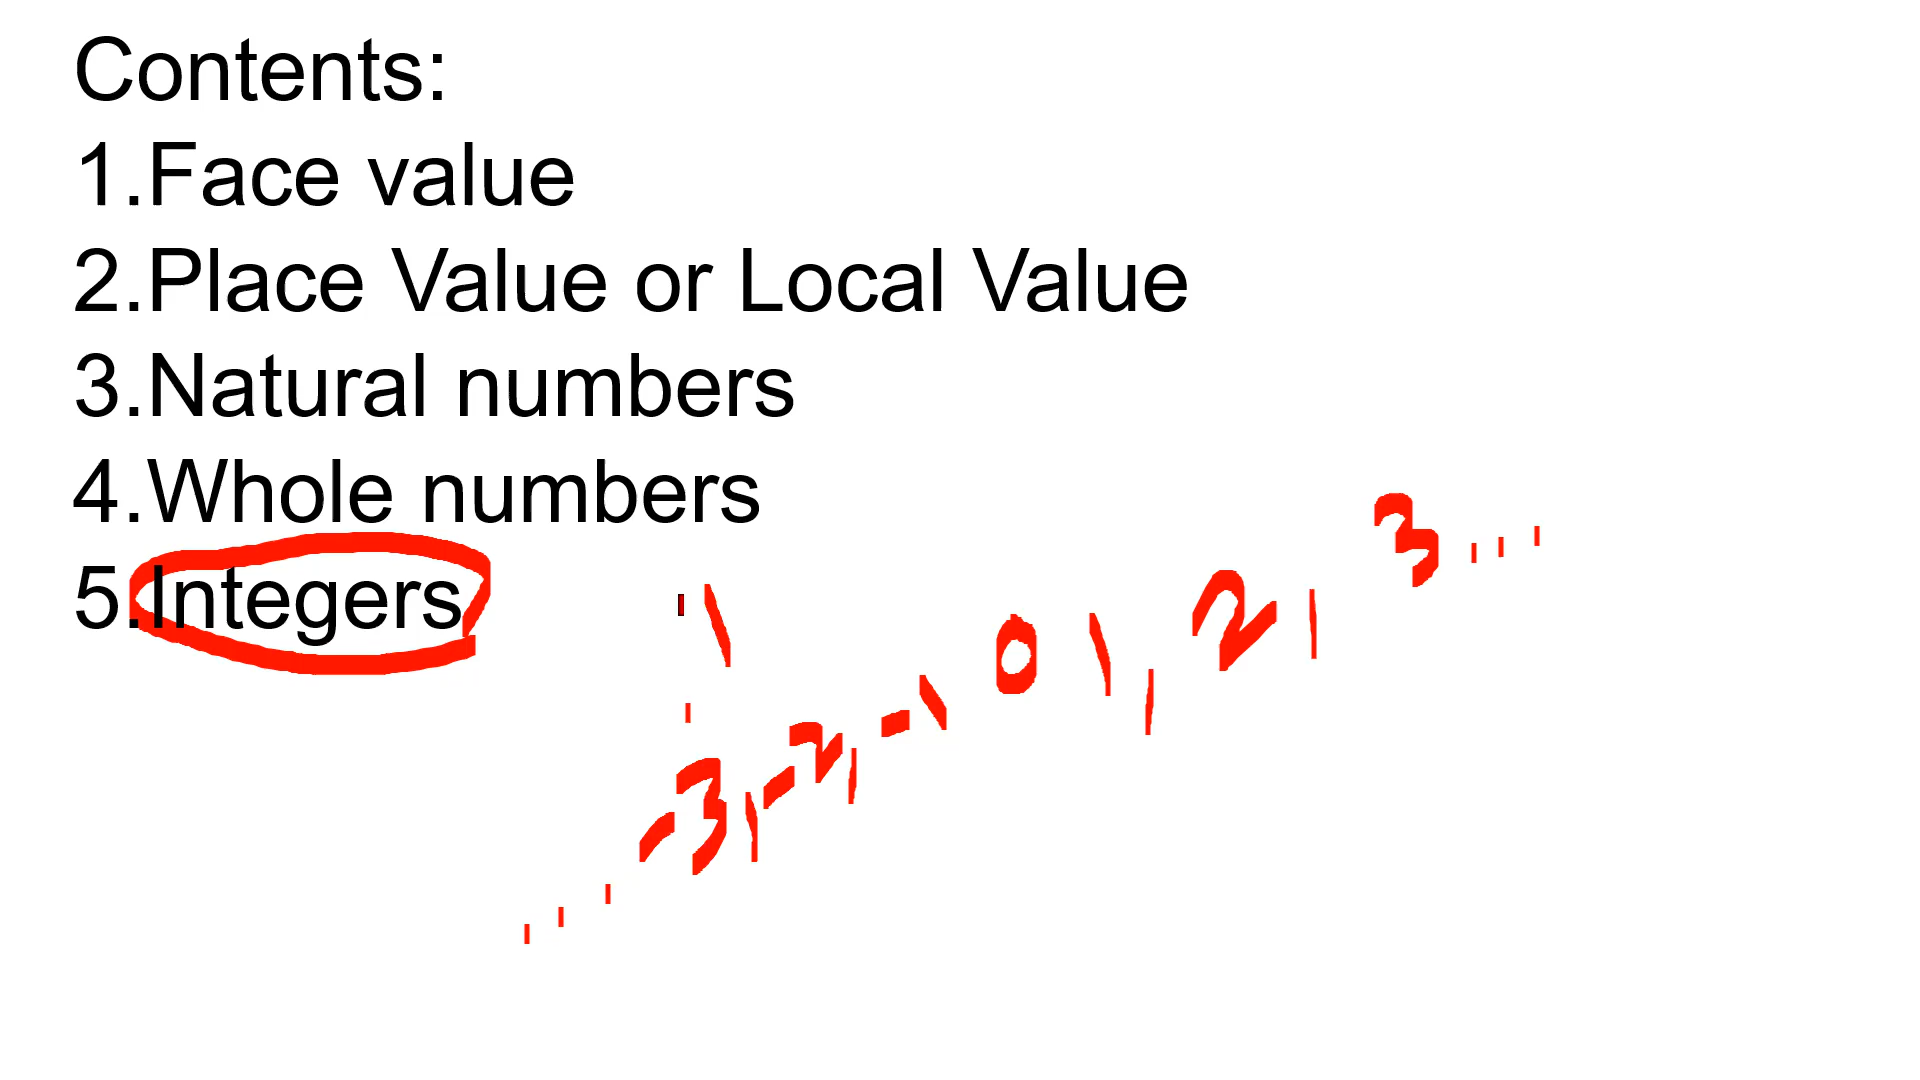 Contents:
1.Face value
2.Place Value or Local Value
3.Natural numbers
4.Whole numbers
5.Integers
... -3, -2, -1 0 1, 2, 3...